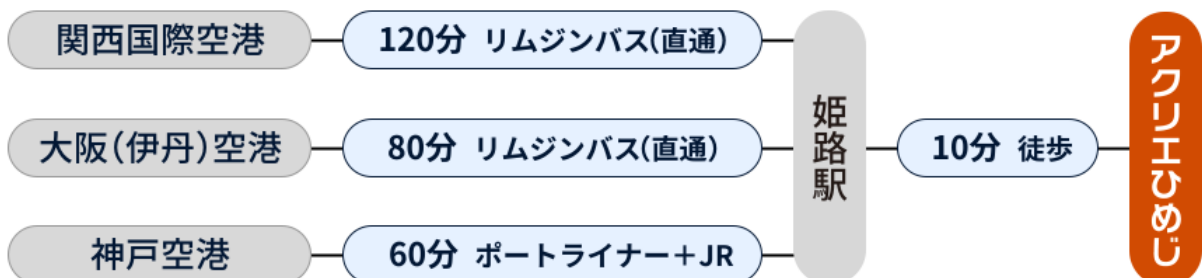 関西国際空港
120分 リムジンバス(直通)
大阪(伊丹)空港
80分 リムジンバス(直通)
神戸空港
60分 ポートライナー+JR
姫路駅
10分 徒歩
アクリエひめじ